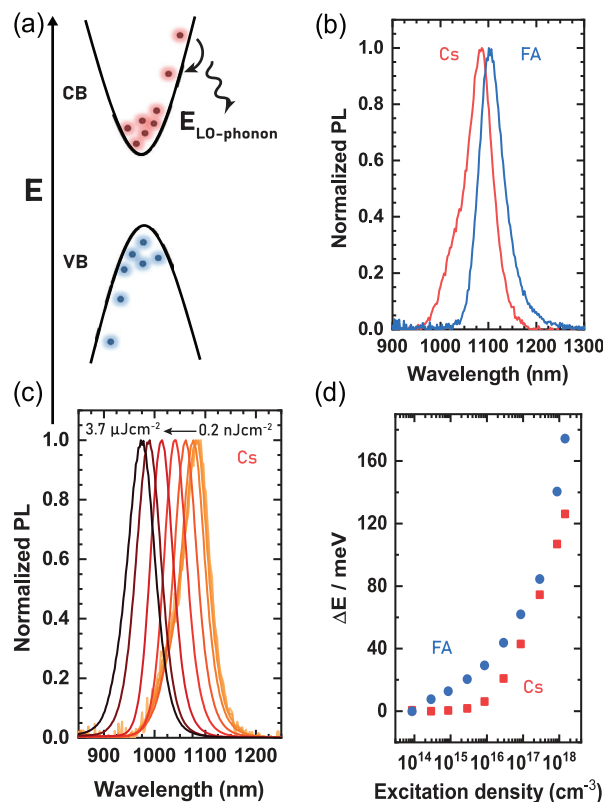 (a)
E
CB
E LO-phonon
VB
(b)
Normalized PL
1.0
0.8
0.6
0.4
0.2
0.0
Cs
FA
900 1000 1100 1200 1300
Wavelength (nm)
(c)
Normalized PL
1.0
0.8
0.6
0.4
0.2
0.0
3.7 µJcm⁻² ← 0.2 nJcm⁻²
Cs
900 1000 1100 1200
Wavelength (nm)
(d)
ΔE / meV
160
120
80
40
0
FA
Cs
10¹⁴ 10¹⁵ 10¹⁶ 10¹⁷ 10¹⁸
Excitation density (cm⁻³)